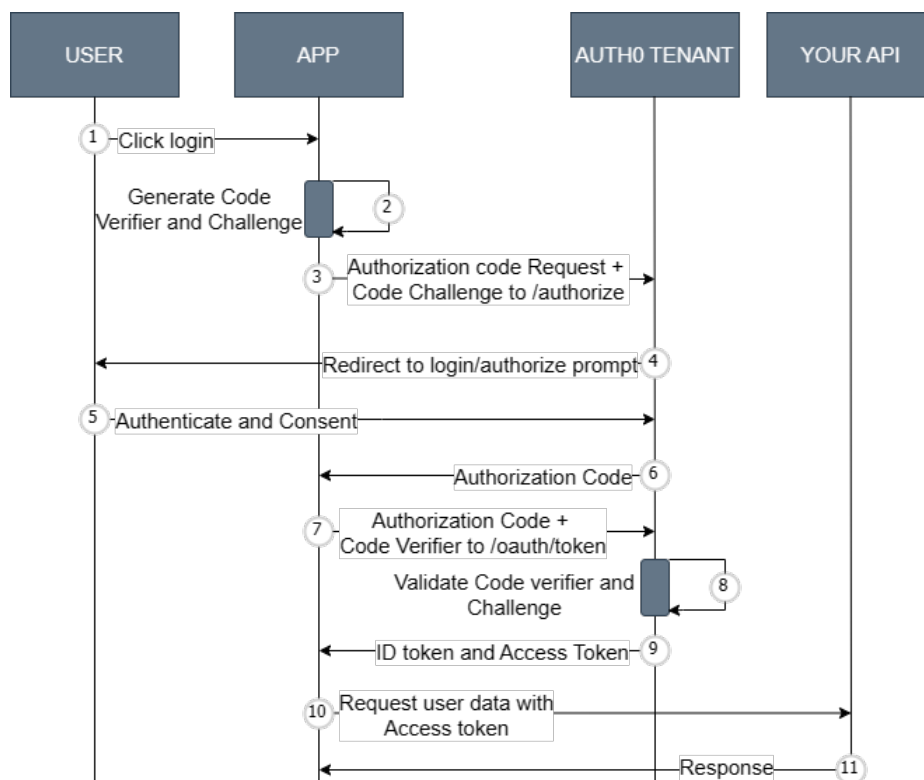 USER
APP
AUTH0 TENANT
YOUR API
1
Click login
Generate Code
Verifier and Challenge
2
3
Authorization code Request +
Code Challenge to /authorize
Redirect to login/authorize prompt
4
5
Authenticate and Consent
Authorization Code
6
7
Authorization Code +
Code Verifier to /oauth/token
Validate Code verifier and
Challenge
8
ID token and Access Token
9
10
Request user data with
Access token
Response
11